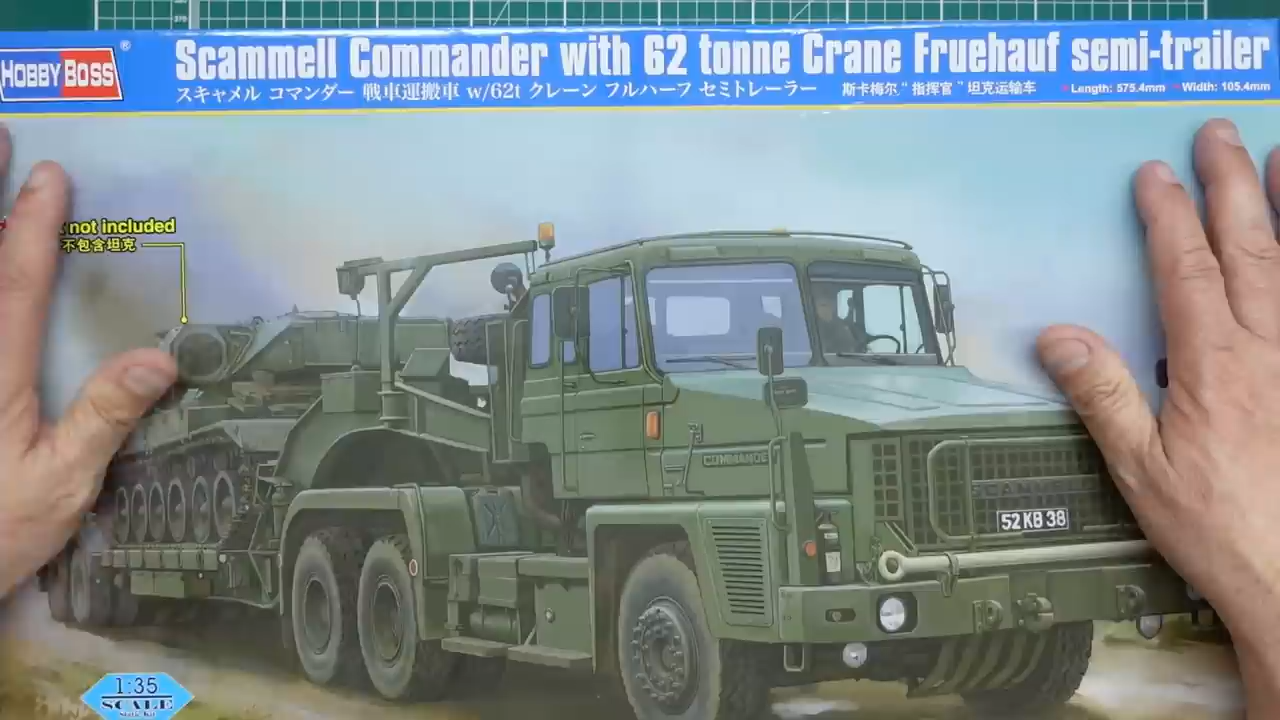 HOBBY BOSS ®
Scammell Commander with 62 tonne Crane Fruehauf semi-trailer
スキャメル コマンダー 戦車運搬車 w/62t クレーン フルハーフ セミトレーラー 斯卡梅尔"指挥官"坦克运输车 Length: 575.4mm Width: 105.4mm
not included
不包含坦克
COMMANDE
52 KB 38
1:35
SCALE